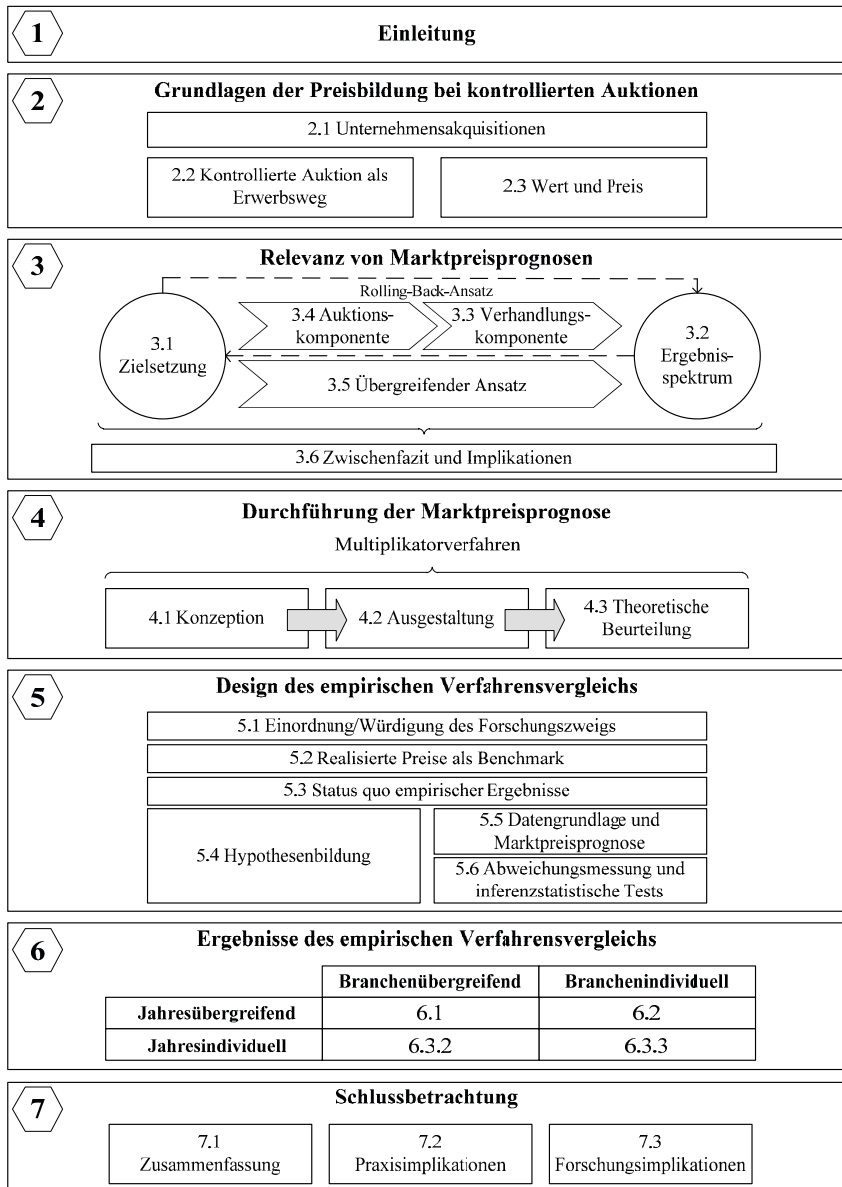 1
Einleitung
2
Grundlagen der Preisbildung bei kontrollierten Auktionen
2.1 Unternehmensakquisitionen
2.2 Kontrollierte Auktion als
Erwerbsweg
2.3 Wert und Preis
3
Relevanz von Marktpreisprognosen
Rolling-Back-Ansatz
3.1
Zielsetzung
3.4 Auktions-
komponente
3.3 Verhandlungs-
komponente
3.2
Ergebnis-
spektrum
3.5 Übergreifender Ansatz
3.6 Zwischenfazit und Implikationen
4
Durchführung der Marktpreisprognose
Multiplikatorverfahren
4.1 Konzeption
4.2 Ausgestaltung
4.3 Theoretische
Beurteilung
5
Design des empirischen Verfahrensvergleichs
5.1 Einordnung/Würdigung des Forschungszweigs
5.2 Realisierte Preise als Benchmark
5.3 Status quo empirischer Ergebnisse
5.4 Hypothesenbildung
5.5 Datengrundlage und
Marktpreisprognose
5.6 Abweichungsmessung und
inferenzstatistische Tests
6
Ergebnisse des empirischen Verfahrensvergleichs
Branchenübergreifend Branchenindividuell
Jahresübergreifend 6.1 6.2
Jahresindividuell 6.3.2 6.3.3
7
Schlussbetrachtung
7.1
Zusammenfassung
7.2
Praxisimplikationen
7.3
Forschungsimplikationen